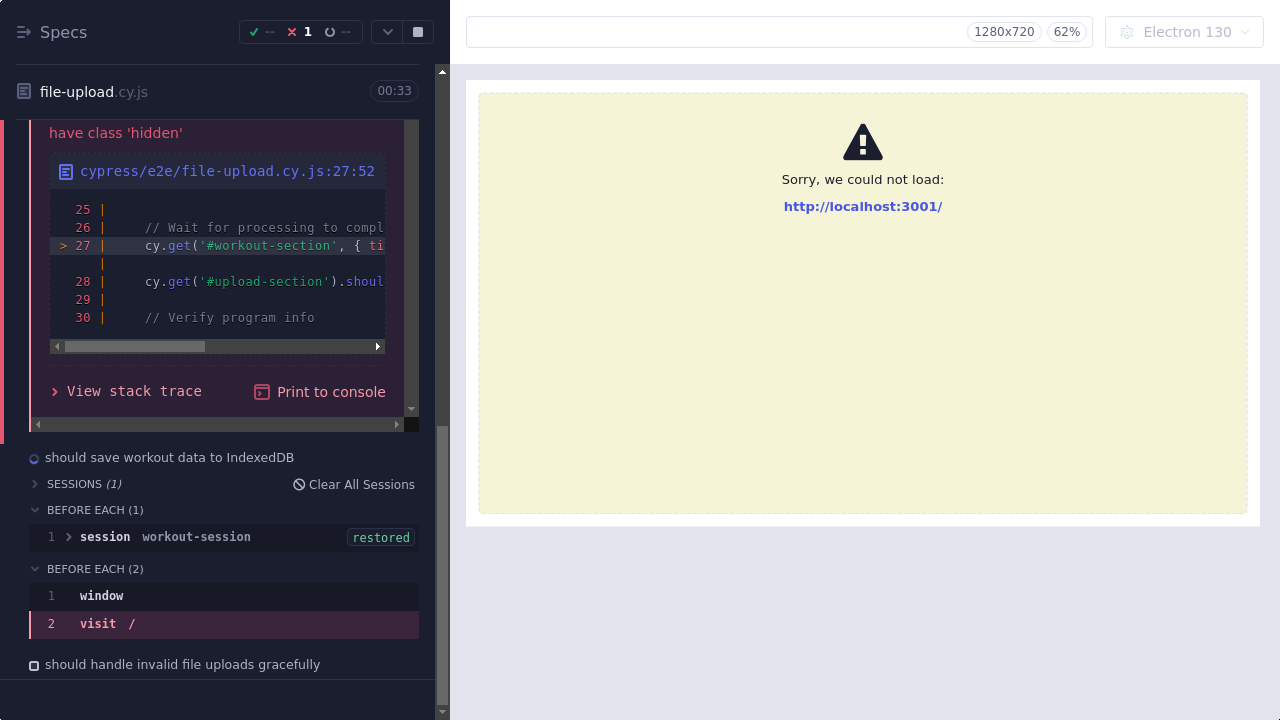 Specs
--
1
--
1280x720
62%
Electron 130
file-upload.cy.js
00:33
have class 'hidden'
cypress/e2e/file-upload.cy.js:27:52
25 |
26 | // Wait for processing to compl
> 27 | cy.get('#workout-section', { ti
|
28 | cy.get('#upload-section').shoul
29 |
30 | // Verify program info
View stack trace
Print to console
should save workout data to IndexedDB
SESSIONS (1)
Clear All Sessions
BEFORE EACH (1)
1 session workout-session restored
BEFORE EACH (2)
1 window
2 visit /
should handle invalid file uploads gracefully
Sorry, we could not load:
http://localhost:3001/